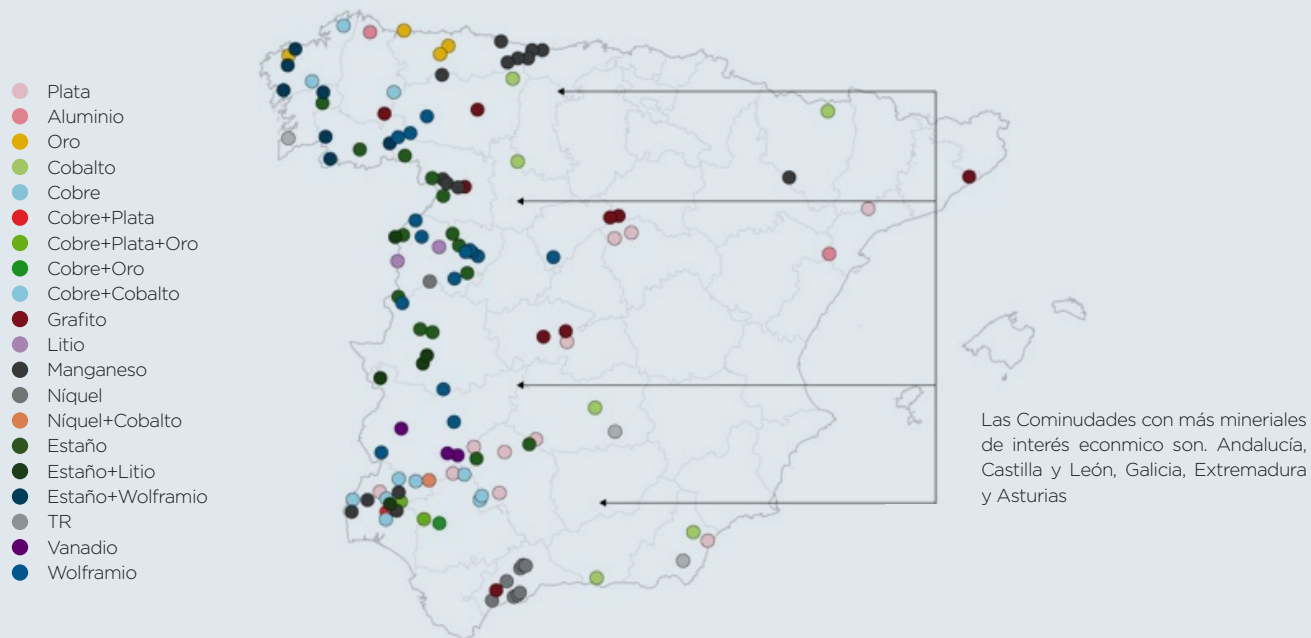 Plata
Aluminio
Oro
Cobalto
Cobre
Cobre+Plata
Cobre+Plata+Oro
Cobre+Oro
Cobre+Cobalto
Grafito
Litio
Manganeso
Níquel
Níquel+Cobalto
Estaño
Estaño+Litio
Estaño+Wolframio
TR
Vanadio
Wolframio
Las Cominudades con más mineriales
de interés econmico son. Andalucía,
Castilla y León, Galicia, Extremadura
y Asturias